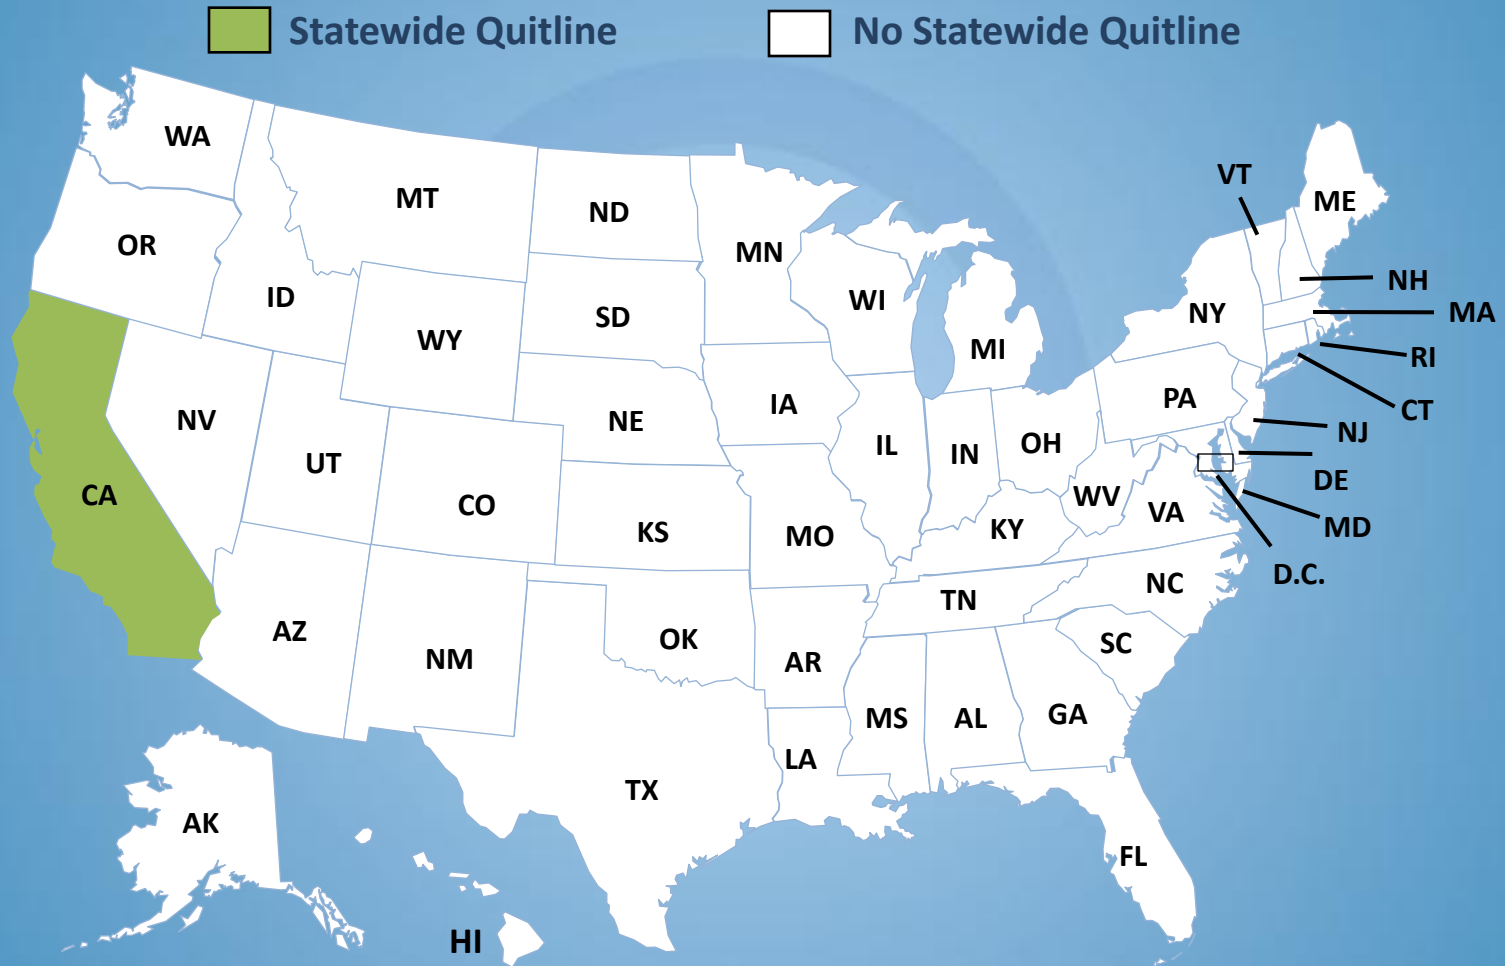 Statewide Quitline
No Statewide Quitline
WA
MT
ND
MN
VT
ME
OR
ID
WY
SD
WI
MI
NY
NH
MA
RI
CT
NV
UT
CO
NE
IA
IL
IN
OH
PA
NJ
DE
MD
D.C.
CA
KS
MO
KY
WV
VA
AZ
NM
OK
AR
TN
NC
SC
MS
AL
GA
LA
TX
FL
AK
HI